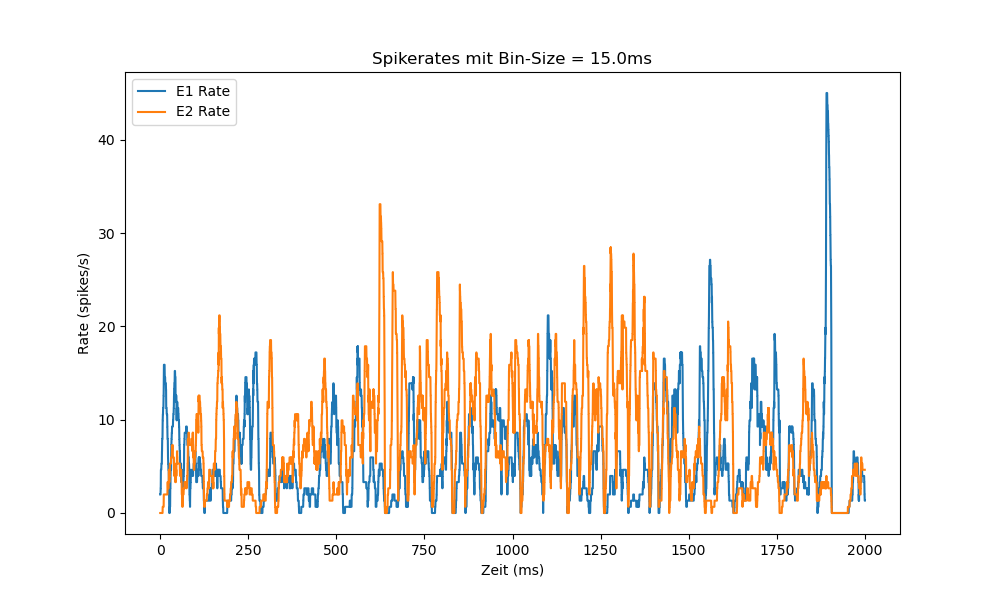 Spikerates mit Bin-Size = 15.0ms
E1 Rate
E2 Rate
40
30
20
10
0
Rate (spikes/s)
0 250 500 750 1000 1250 1500 1750 2000
Zeit (ms)